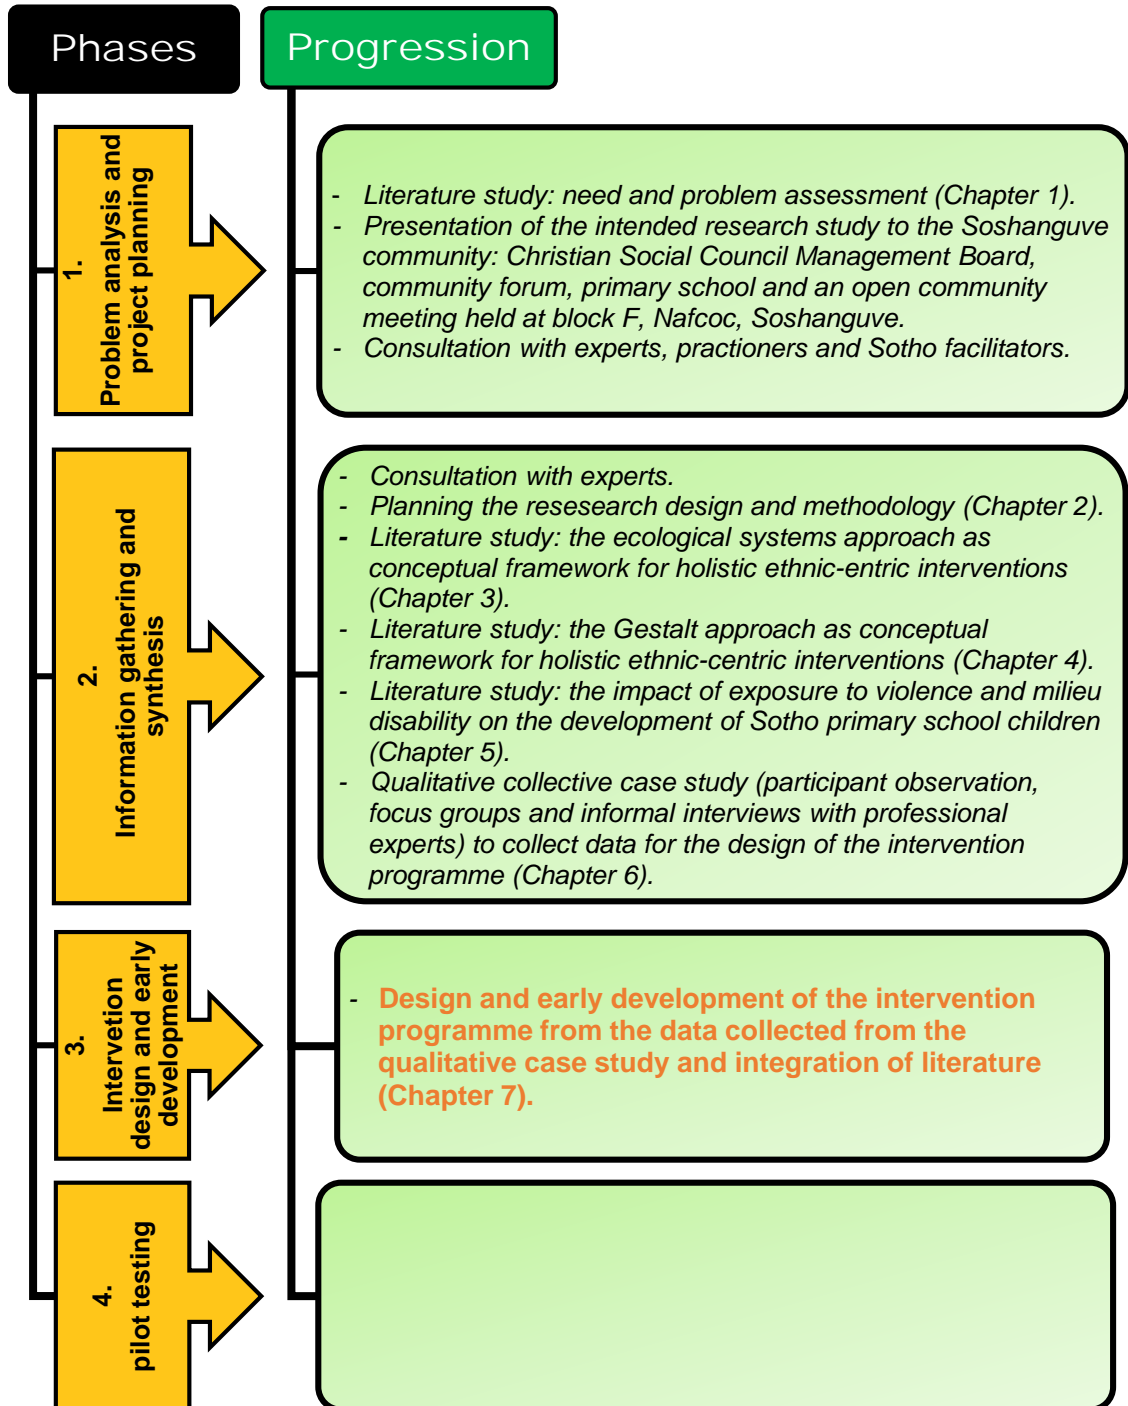 Phases
Progression
1.
Problem analysis and
project planning
- Literature study: need and problem assessment (Chapter 1).
- Presentation of the intended research study to the Soshanguve
community: Christian Social Council Management Board,
community forum, primary school and an open community
meeting held at block F, Nafcoc, Soshanguve.
- Consultation with experts, practioners and Sotho facilitators.
2.
Information gathering and
synthesis
- Consultation with experts.
- Planning the resesearch design and methodology (Chapter 2).
- Literature study: the ecological systems approach as
conceptual framework for holistic ethnic-entric interventions
(Chapter 3).
- Literature study: the Gestalt approach as conceptual
framework for holistic ethnic-centric interventions (Chapter 4).
- Literature study: the impact of exposure to violence and milieu
disability on the development of Sotho primary school children
(Chapter 5).
- Qualitative collective case study (participant observation,
focus groups and informal interviews with professional
experts) to collect data for the design of the intervention
programme (Chapter 6).
3.
Intervetion
design and early
development
- Design and early development of the intervention
programme from the data collected from the
qualitative case study and integration of literature
(Chapter 7).
4.
pilot testing